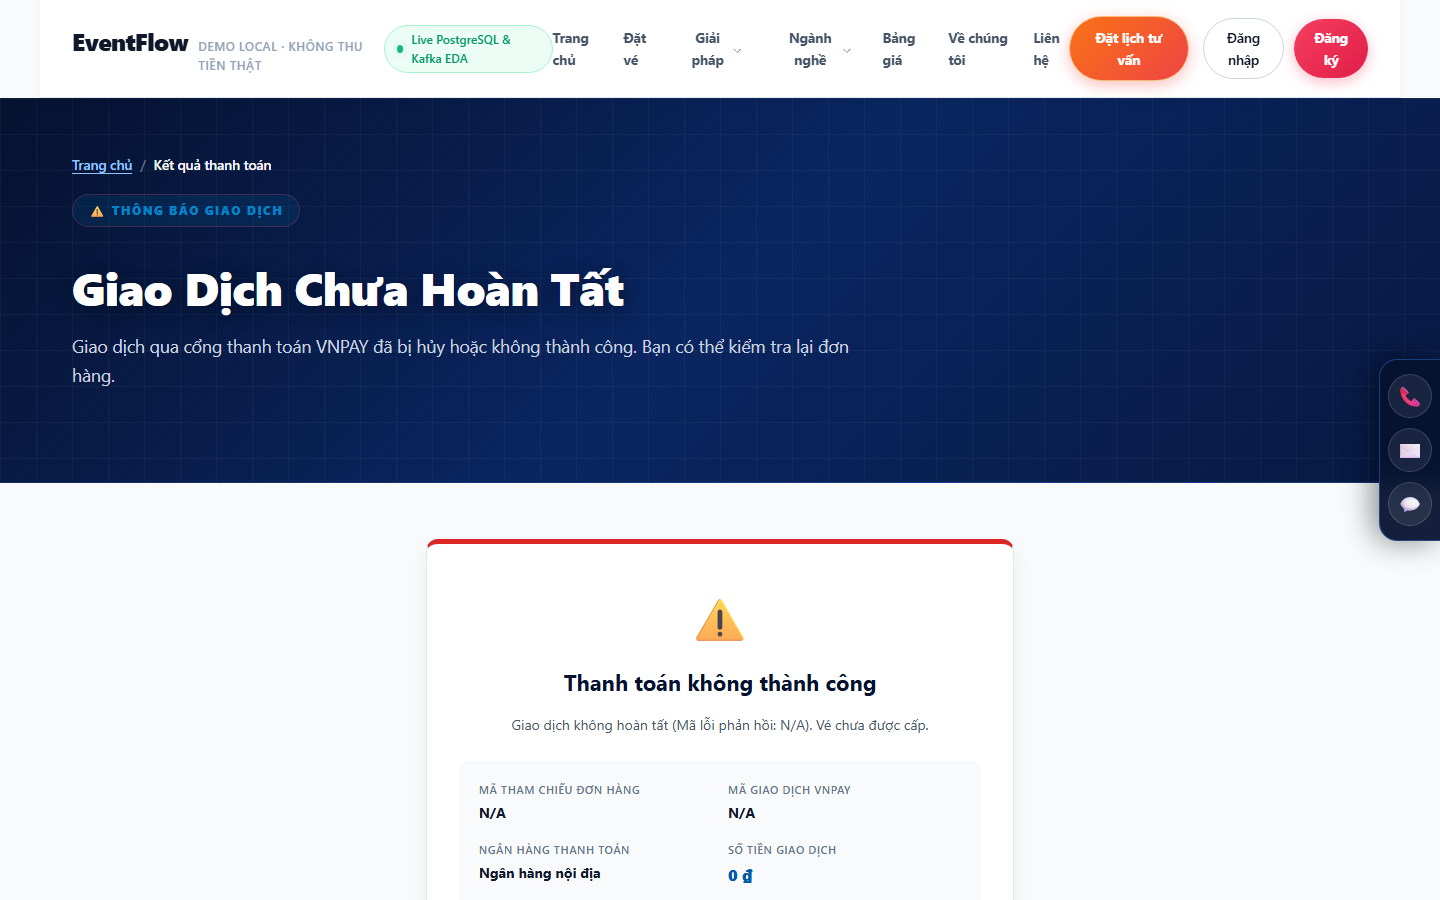 EventFlow
DEMO LOCAL · KHÔNG THU
TIỀN THẬT
Live PostgreSQL &
Kafka EDA
Trang
chủ
Đặt
vé
Giải
pháp
Ngành
nghề
Bảng
giá
Về chúng
tôi
Liên
hệ
Đặt lịch tư
vấn
Đăng
nhập
Đăng
ký
Trang chủ / Kết quả thanh toán
THÔNG BÁO GIAO DỊCH
Giao Dịch Chưa Hoàn Tất
Giao dịch qua cổng thanh toán VNPAY đã bị hủy hoặc không thành công. Bạn có thể kiểm tra lại đơn
hàng.
Thanh toán không thành công
Giao dịch không hoàn tất (Mã lỗi phản hồi: N/A). Vé chưa được cấp.
MÃ THAM CHIẾU ĐƠN HÀNG
N/A
MÃ GIAO DỊCH VNPAY
N/A
NGÂN HÀNG THANH TOÁN
Ngân hàng nội địa
SỐ TIỀN GIAO DỊCH
0 ₫